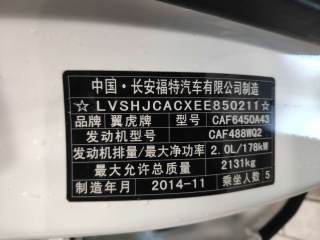 中国·长安福特汽车有限公司制造
☆LVSHJCACXEE850211☆
品牌 翼虎牌 型号 CAF6450A43
发动机型号 CAF488WQ2
发动机排量/最大净功率 2.0L/178kW
最大允许总质量 2131kg
制造年月 2014-11 乘坐人数 5